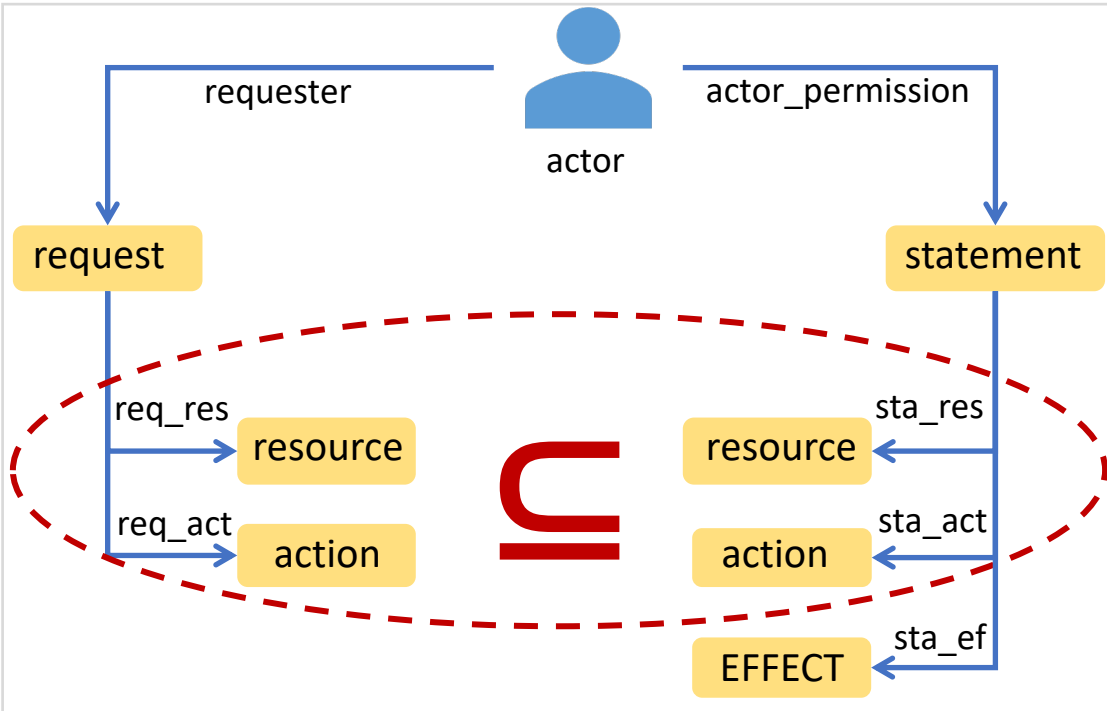 requester
actor_permission
actor
request
statement
req_res
sta_res
resource
resource
⊆
req_act
sta_act
action
action
sta_ef
EFFECT